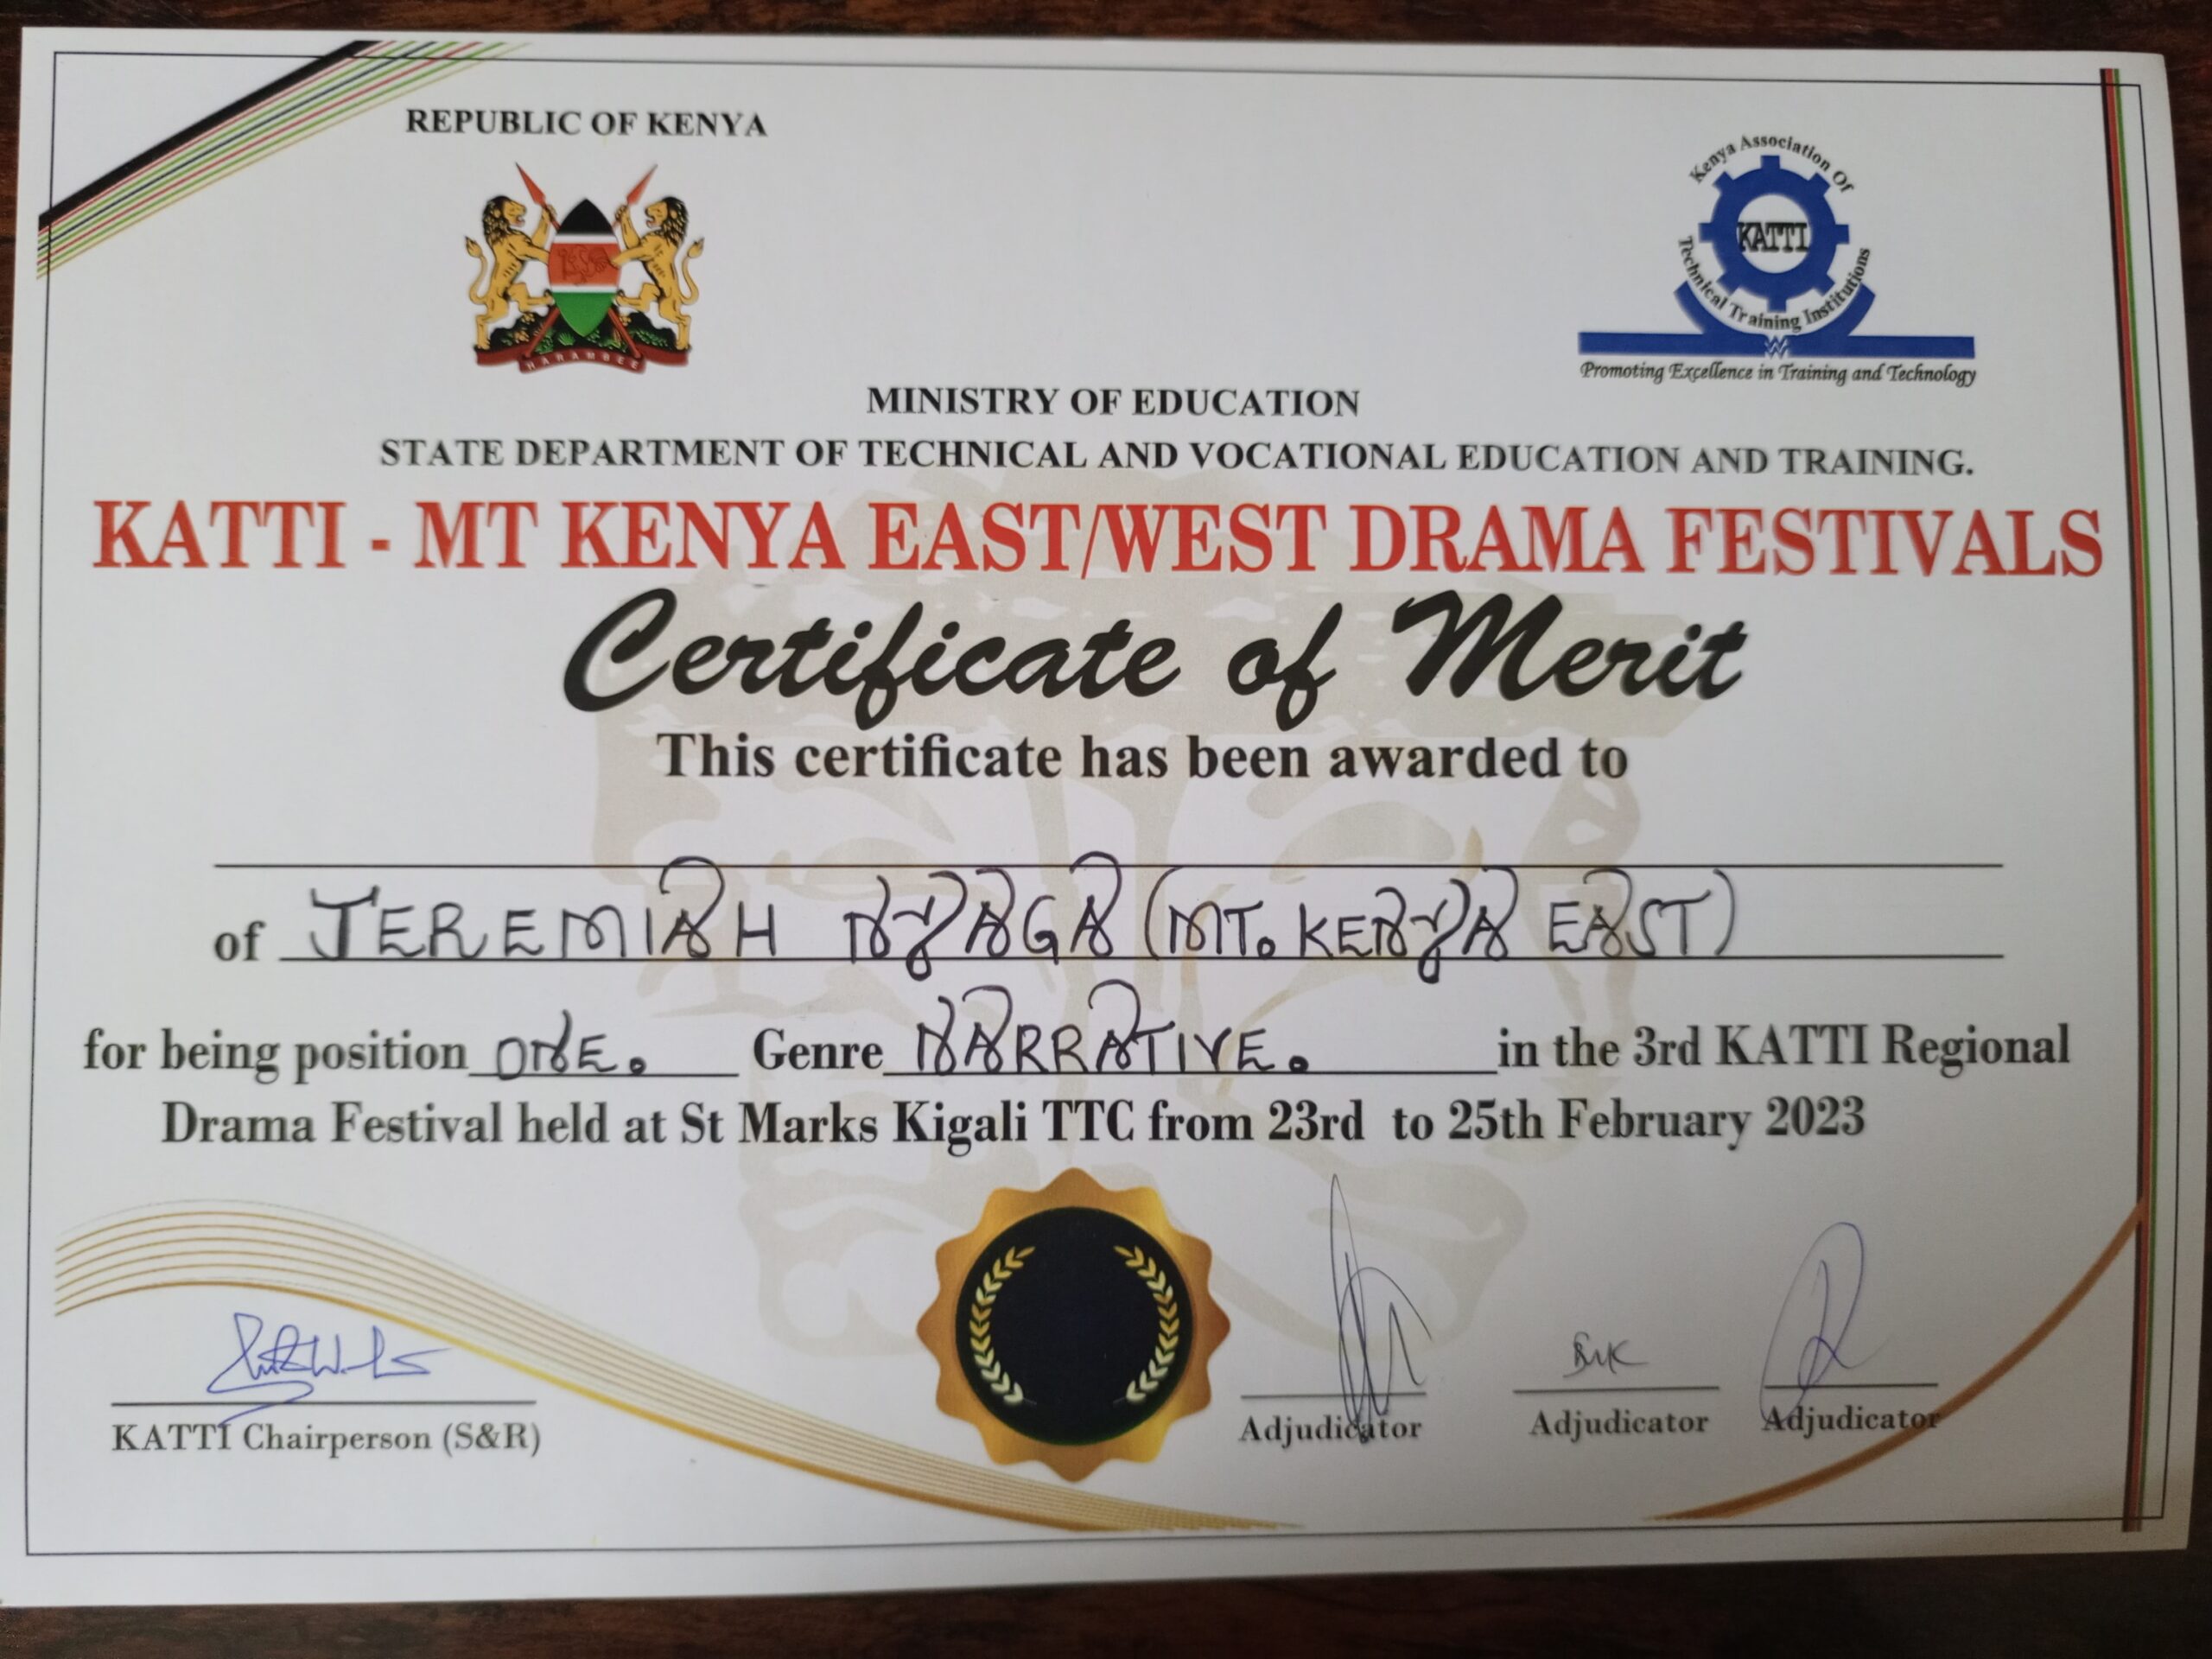 REPUBLIC OF KENYA
HARAMBEE
Kenya Association Of
KATTI
Technical Training Institutions
Promoting Excellence in Training and Technology
MINISTRY OF EDUCATION
STATE DEPARTMENT OF TECHNICAL AND VOCATIONAL EDUCATION AND TRAINING.
KATTI - MT KENYA EAST/WEST DRAMA FESTIVALS
Certificate of Merit
This certificate has been awarded to
of JEREMIAH NYAGA (MT. KENYA EAST)
for being position ONE. Genre NARRATIVE. in the 3rd KATTI Regional
Drama Festival held at St Marks Kigali TTC from 23rd to 25th February 2023
KATTI Chairperson (S&R)
Adjudicator Adjudicator Adjudicator